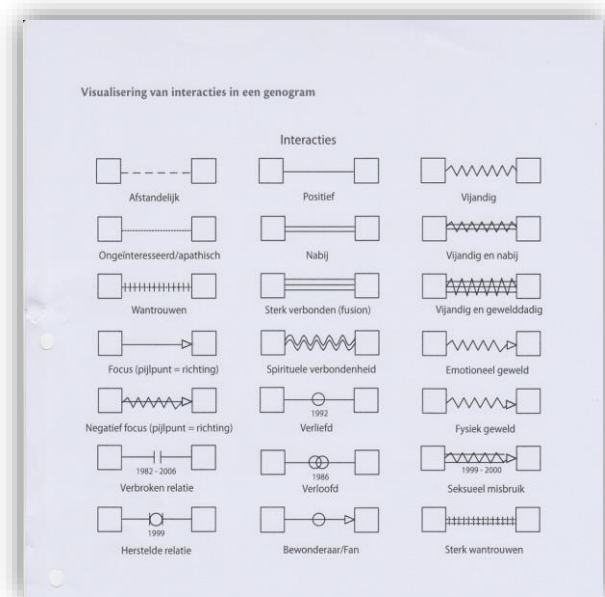 Visualisering van interacties in een genogram
Interacties
Afstandelijk
Positief
Vijandig
Ongeïnteresseerd/apathisch
Nabij
Vijandig en nabij
Wantrouwen
Sterk verbonden (fusion)
Vijandig en gewelddadig
Focus (pijlpunt = richting)
Spirituele verbondenheid
Emotioneel geweld
Negatief focus (pijlpunt = richting)
1992
Verliefd
Fysiek geweld
1982 - 2006
Verbroken relatie
1986
Verloofd
1999 - 2000
Seksueel misbruik
1999
Herstelde relatie
Bewonderaar/Fan
Sterk wantrouwen